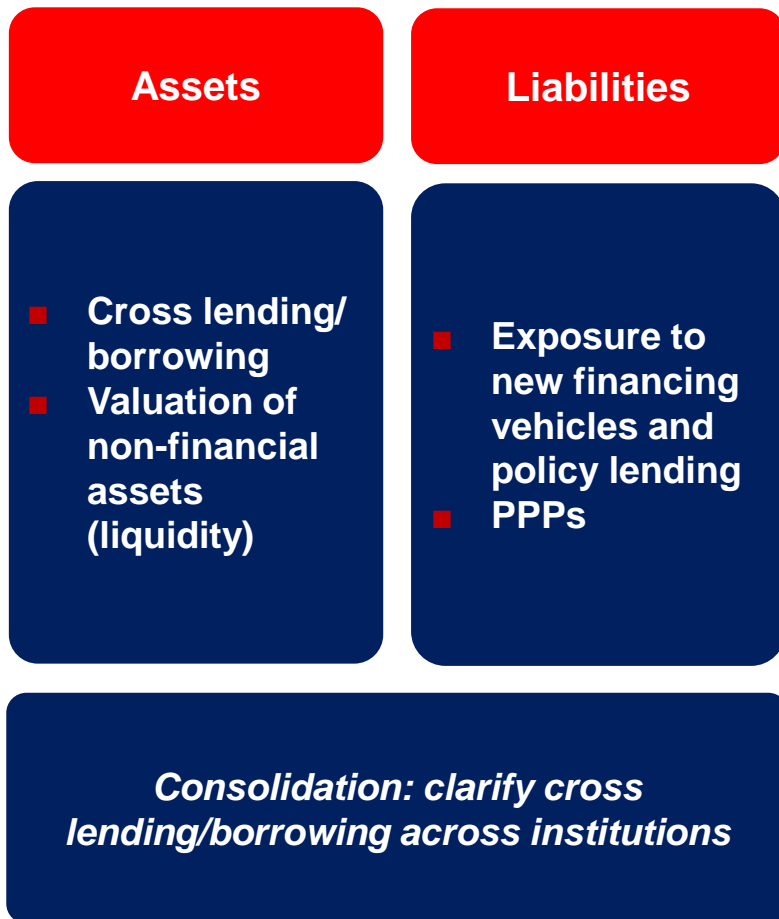 Assets
Liabilities
■ Cross lending/
borrowing
■ Valuation of
non-financial
assets
(liquidity)
■ Exposure to
new financing
vehicles and
policy lending
■ PPPs
Consolidation: clarify cross
lending/borrowing across institutions